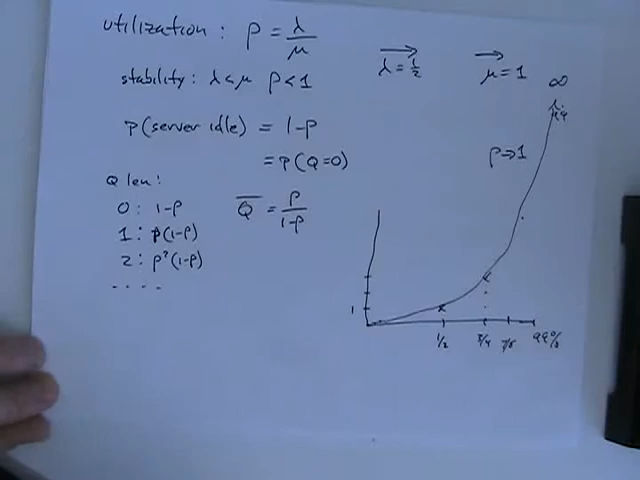 utilization: ρ = λ/μ
λ = 1/2
μ = 1
stability: λ < μ ρ < 1
∞
p(server idle) = 1-ρ
= p(Q=0)
ρ → 1
Q len:
0: 1-ρ
Q = ρ/1-ρ
1: ρ(1-ρ)
2: ρ²(1-ρ)
. . . .
1
1/2 3/4 7/8 99%